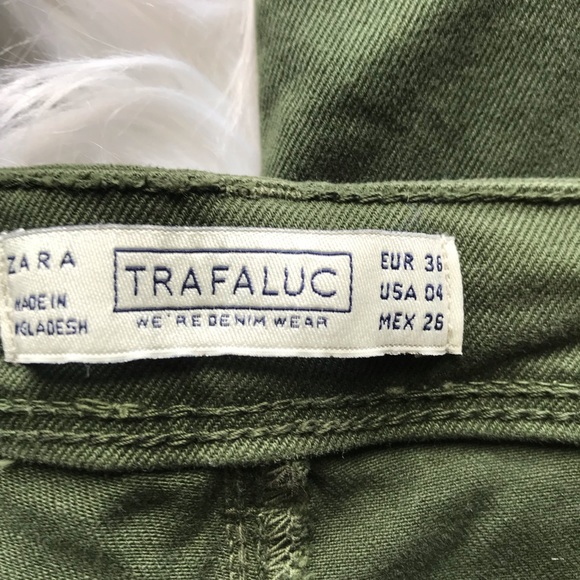 ZARA
MADE IN
NGLADESH
TRAFALUC
WE'RE DENIM WEAR
EUR 36
USA 04
MEX 26